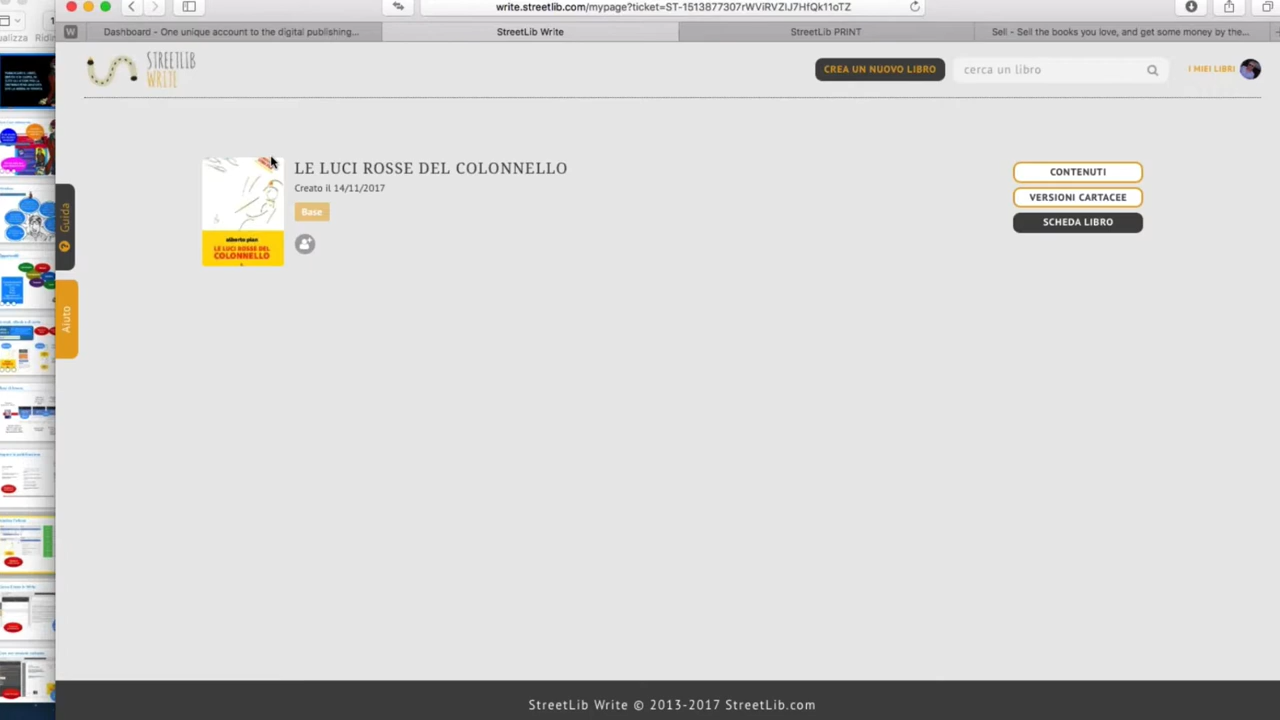 write.streetlib.com/mypage?ticket=ST-1513877307rWViRVZlJ7HfQk11oTZ
Dashboard - One unique account to the digital publishing...
StreetLib Write
StreetLib PRINT
Sell - Sell the books you love, and get some money by the...
STREETLIB
WRITE
CREA UN NUOVO LIBRO
cerca un libro
I MIEI LIBRI
LE LUCI ROSSE DEL COLONNELLO
Creato il 14/11/2017
Base
alberto pian
LE LUCI ROSSE DEL
COLONNELLO
CONTENUTI
VERSIONI CARTACEE
SCHEDA LIBRO
Guida
Aiuto
StreetLib Write © 2013-2017 StreetLib.com